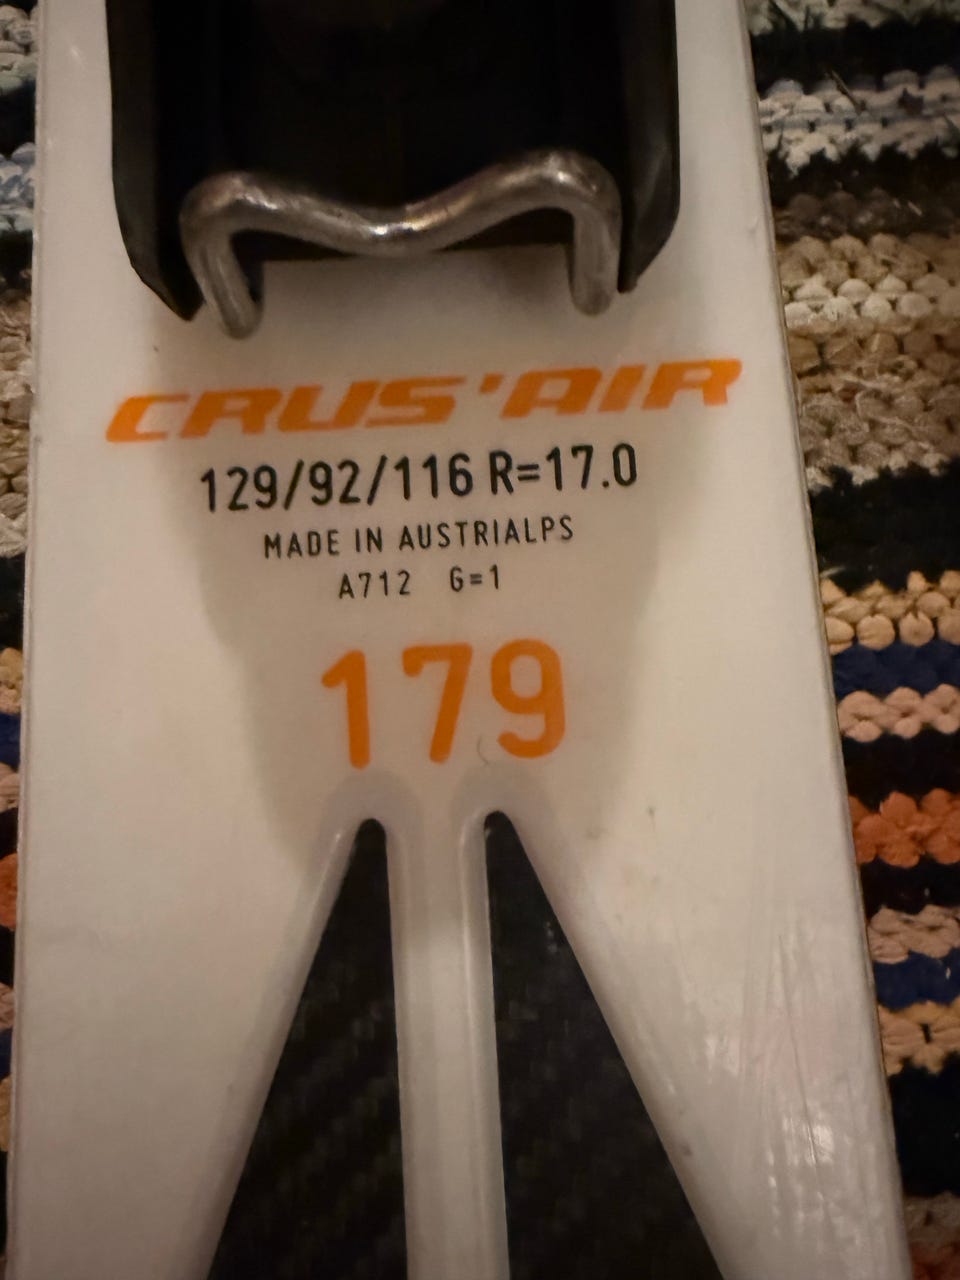 CRUS'AIR
129/92/116 R=17.0
MADE IN AUSTRIALPS
A712 G=1
179